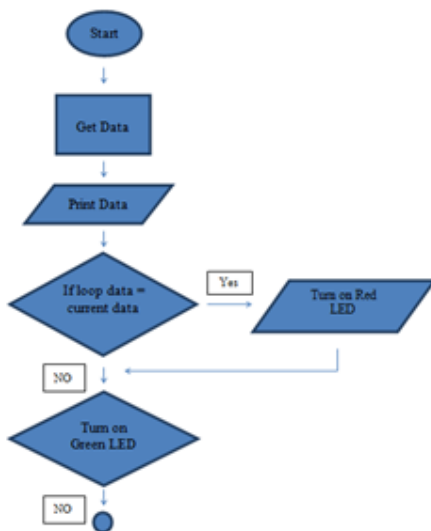 Start
Get Data
Print Data
If loop data =
current data
Yes
Turn on Red
LED
NO
Turn on
Green LED
NO